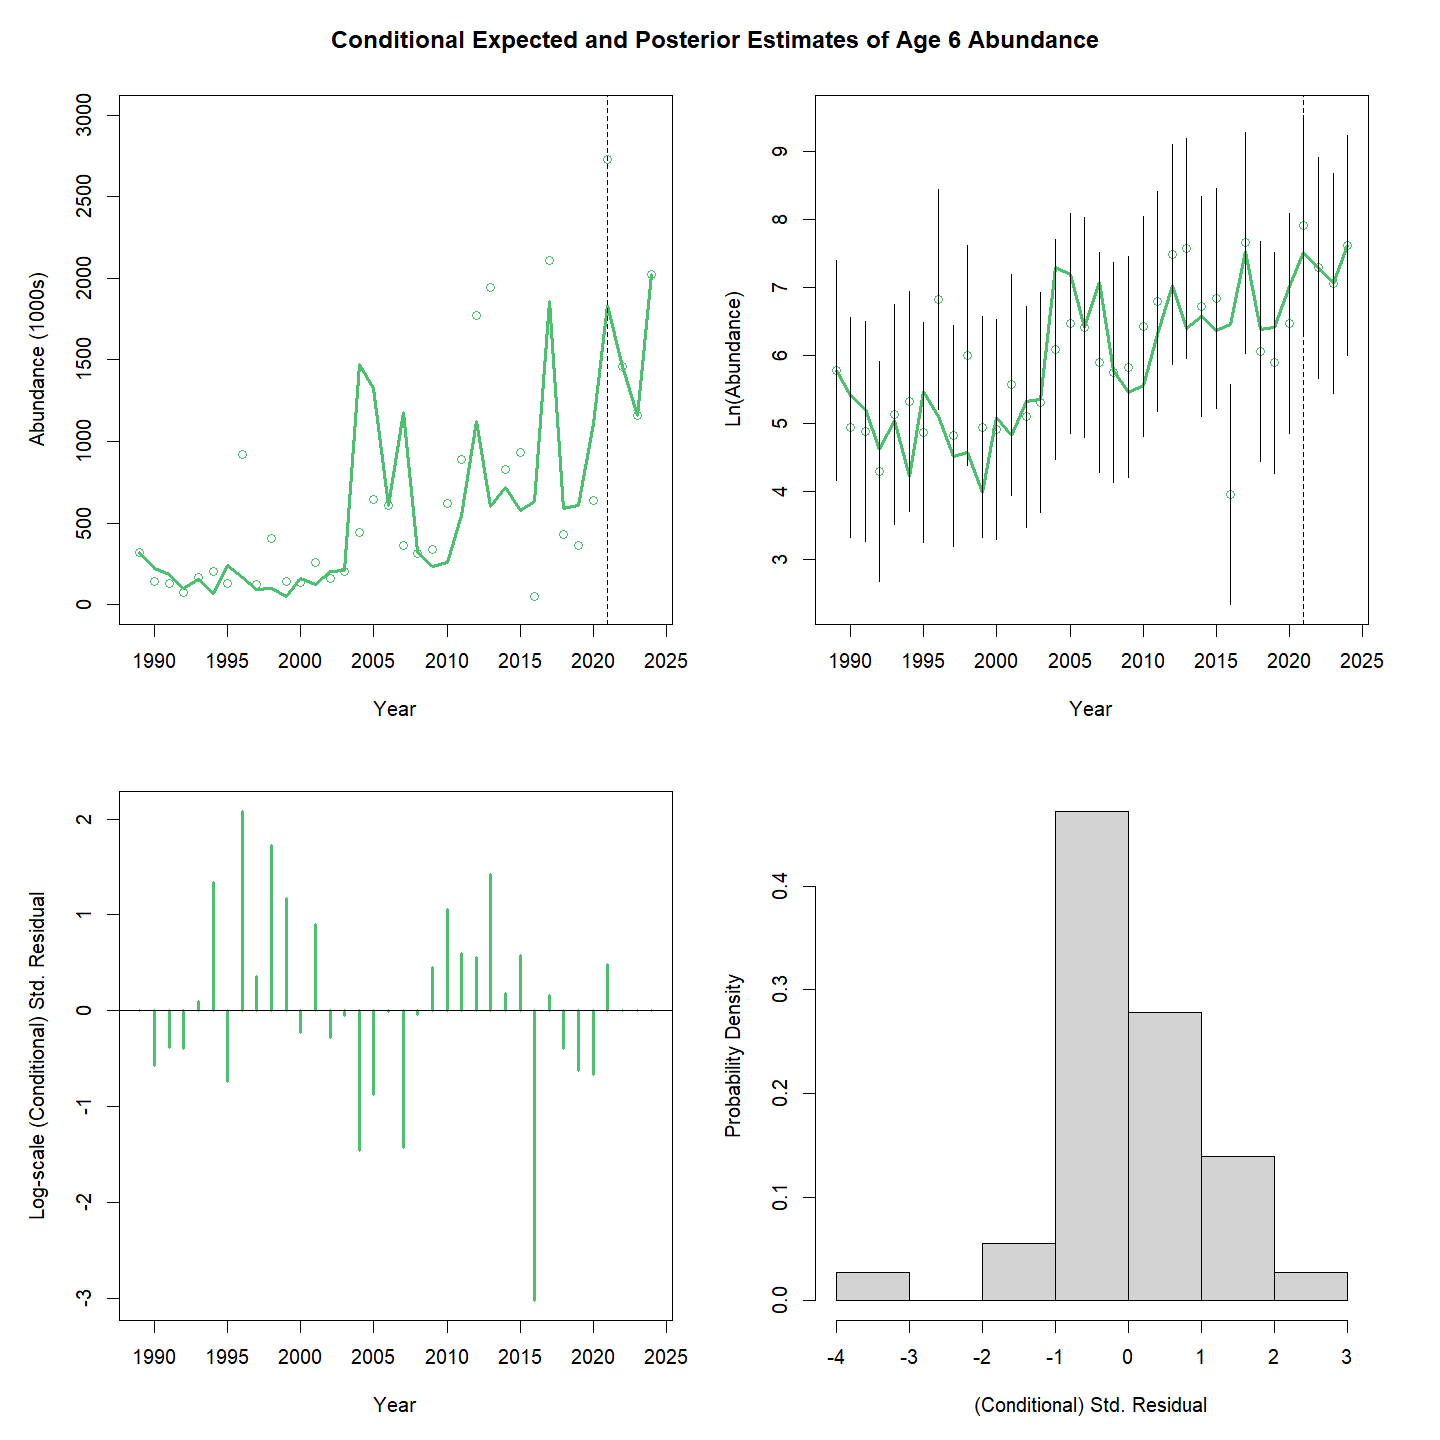 Conditional Expected and Posterior Estimates of Age 6 Abundance
Abundance (1000s)
3000
2500
2000
1500
1000
500
0
1990 1995 2000 2005 2010 2015 2020 2025
Year
Ln(Abundance)
9
8
7
6
5
4
3
1990 1995 2000 2005 2010 2015 2020 2025
Year
Log-scale (Conditional) Std. Residual
2
1
0
-1
-2
-3
1990 1995 2000 2005 2010 2015 2020 2025
Year
Probability Density
0.4
0.3
0.2
0.1
0.0
-4 -3 -2 -1 0 1 2 3
(Conditional) Std. Residual